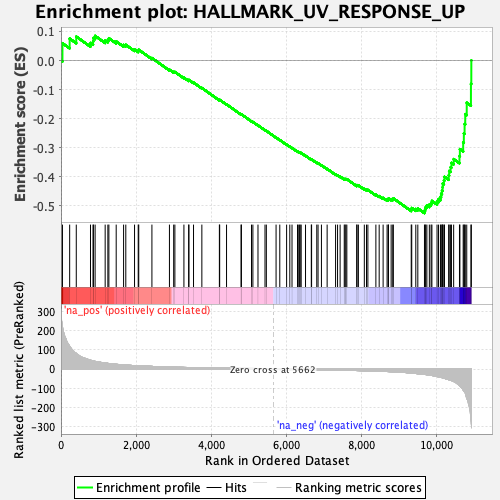 Enrichment plot: HALLMARK_UV_RESPONSE_UP
Enrichment score (ES)
0.1
0.0
-0.1
-0.2
-0.3
-0.4
-0.5
Ranked list metric (PreRanked)
'na_pos' (positively correlated)
300
200
100
0
-100
-200
-300
Zero cross at 5662
'na_neg' (negatively correlated)
0
2,000
4,000
6,000
8,000
10,000
Rank in Ordered Dataset
Enrichment profile
Hits
Ranking metric scores